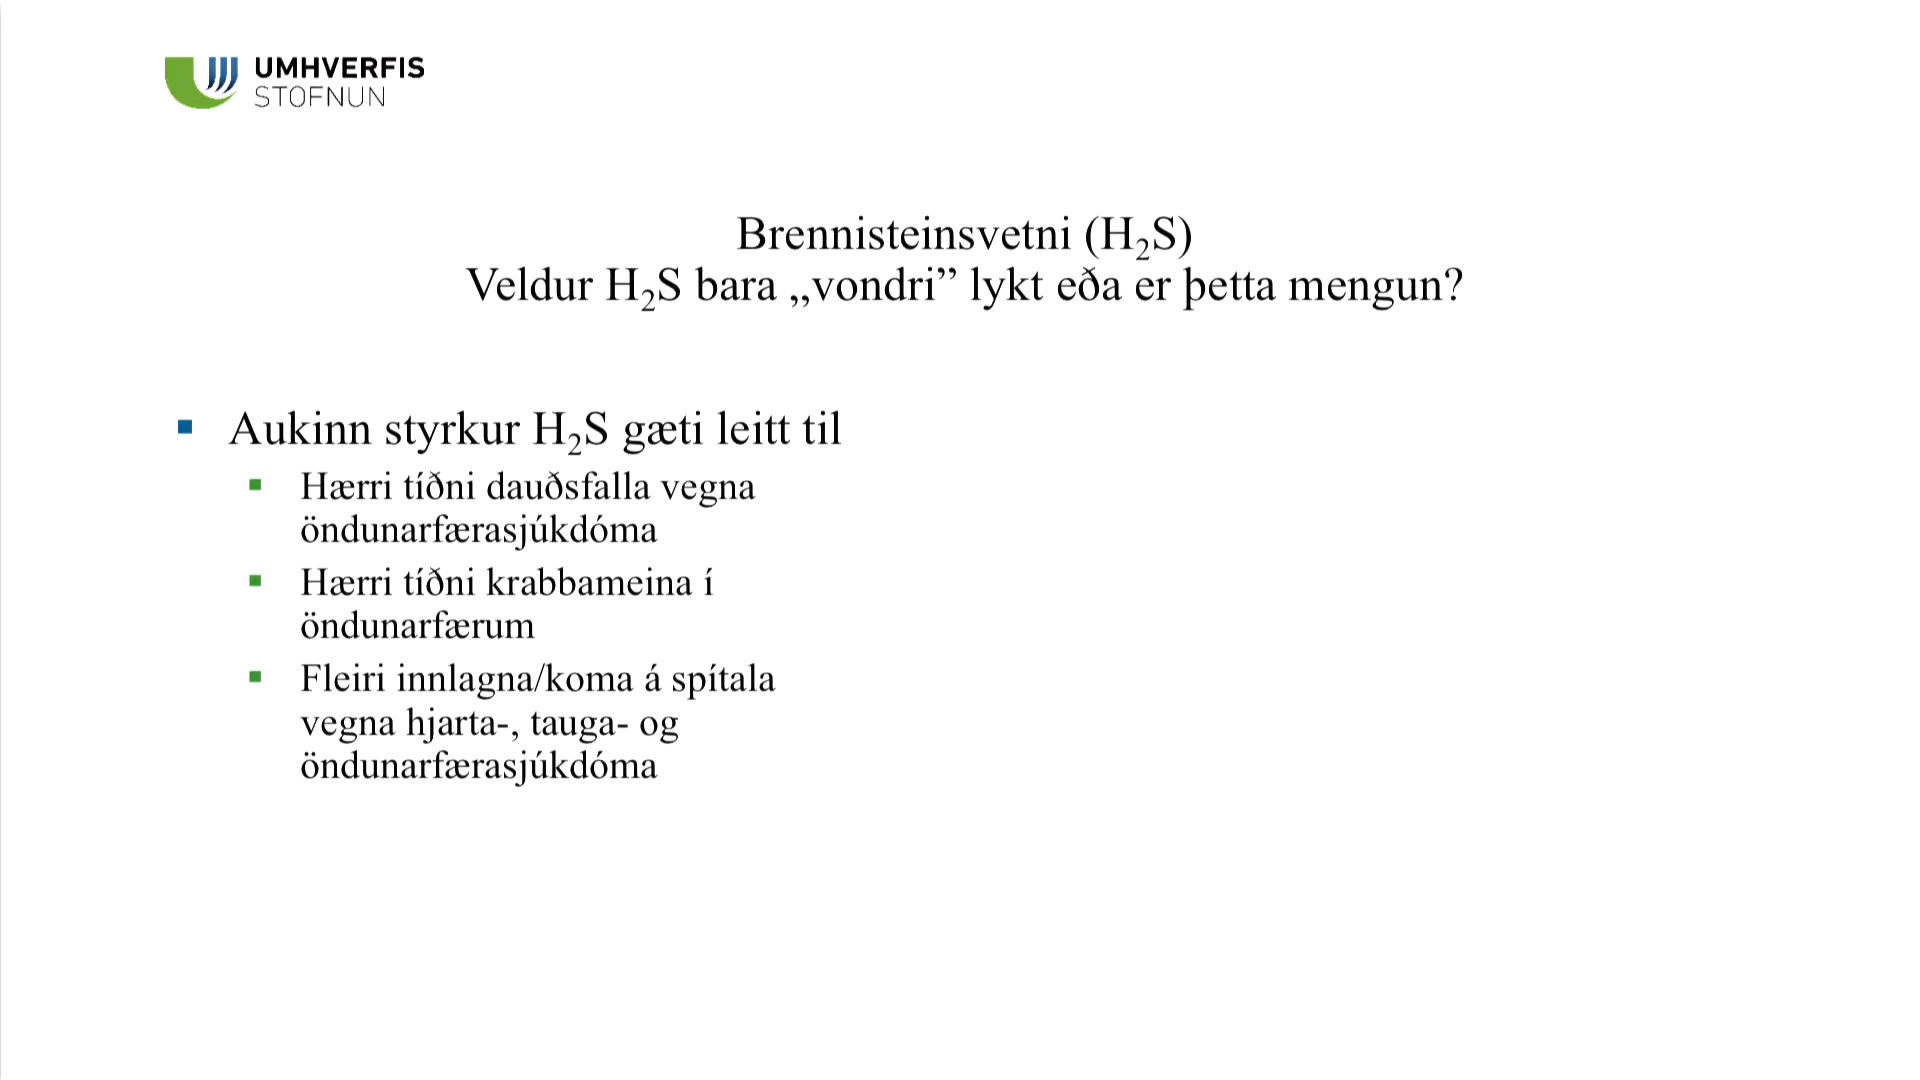 UMHVERFIS
STOFNUN
Brennisteinsvetni (H₂S)
Veldur H₂S bara „vondri” lykt eða er þetta mengun?
Aukinn styrkur H₂S gæti leitt til
Hærri tíðni dauðsfalla vegna
öndunarfærasjúkdóma
Hærri tíðni krabbameina í
öndunarfærum
Fleiri innlagna/koma á spítala
vegna hjarta-, tauga- og
öndunarfærasjúkdóma